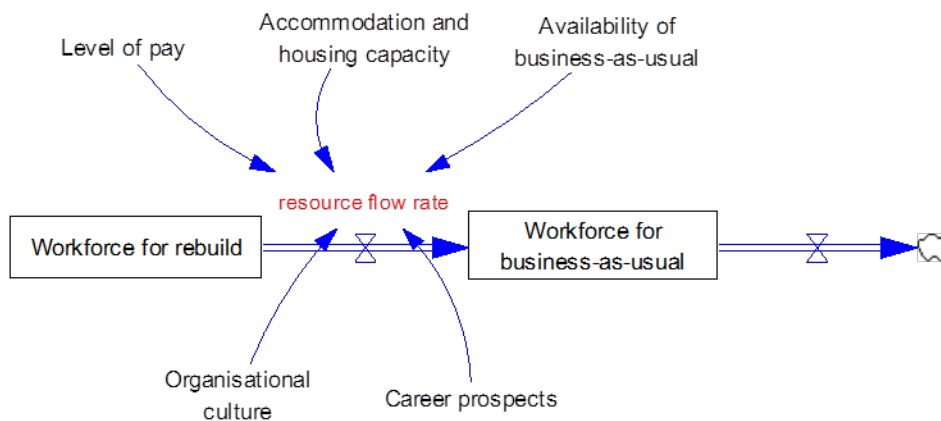 Level of pay
Accommodation and
housing capacity
Availability of
business-as-usual
resource flow rate
Workforce for rebuild
Workforce for
business-as-usual
Organisational
culture
Career prospects